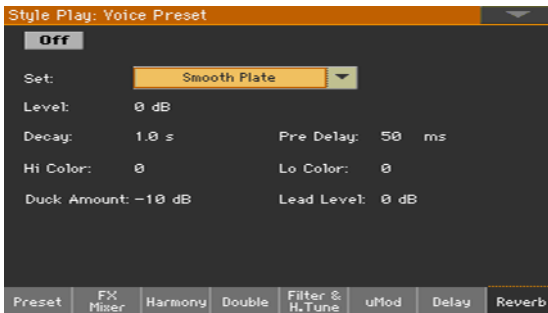 Style Play: Voice Preset
Off
Set: Smooth Plate
Level: 0 dB
Decay: 1.0 s Pre Delay: 50 ms
Hi Color: 0 Lo Color: 0
Duck Amount: -10 dB Lead Level: 0 dB
Preset FX Mixer Harmony Double Filter & H.Tune uMod Delay Reverb